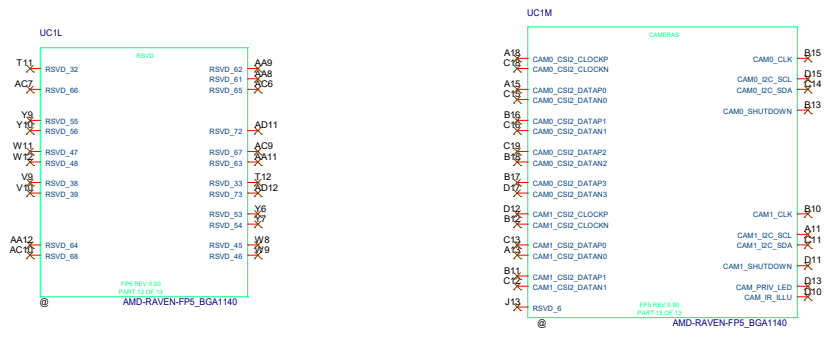 UC1L
RSVD
T11 RSVD_32 RSVD_62 AA9
RSVD_61 AA8
AC7 RSVD_66 RSVD_65 AC6
Y9 RSVD_55
Y10 RSVD_56 RSVD_72 AD11
W11 RSVD_47 RSVD_67 AC9
W12 RSVD_48 RSVD_63 AA11
V9 RSVD_38 RSVD_33 T12
V10 RSVD_39 RSVD_73 AD12
RSVD_53 Y6
RSVD_54 Y7
AA12 RSVD_64 RSVD_45 W8
AC10 RSVD_68 RSVD_46 W9
FP5 REV 0.90
PART 12 OF 13
@ AMD-RAVEN-FP5_BGA1140
UC1M
CAMERAS
A18 CAM0_CSI2_CLOCKP CAM0_CLK B15
C18 CAM0_CSI2_CLOCKN
CAM0_I2C_SCL D15
A15 CAM0_CSI2_DATAP0 CAM0_I2C_SDA C14
C15 CAM0_CSI2_DATAN0
CAM0_SHUTDOWN B13
B16 CAM0_CSI2_DATAP1
C16 CAM0_CSI2_DATAN1
C19 CAM0_CSI2_DATAP2
B18 CAM0_CSI2_DATAN2
B17 CAM0_CSI2_DATAP3
D17 CAM0_CSI2_DATAN3
D12 CAM1_CSI2_CLOCKP CAM1_CLK B10
B12 CAM1_CSI2_CLOCKN
CAM1_I2C_SCL A11
C13 CAM1_CSI2_DATAP0 CAM1_I2C_SDA C11
A13 CAM1_CSI2_DATAN0
CAM1_SHUTDOWN D11
B11 CAM1_CSI2_DATAP1
C12 CAM1_CSI2_DATAN1 CAM_PRIV_LED D13
CAM_IR_ILLU D10
J13 RSVD_6
FP5 REV 0.90
PART 13 OF 13
@ AMD-RAVEN-FP5_BGA1140